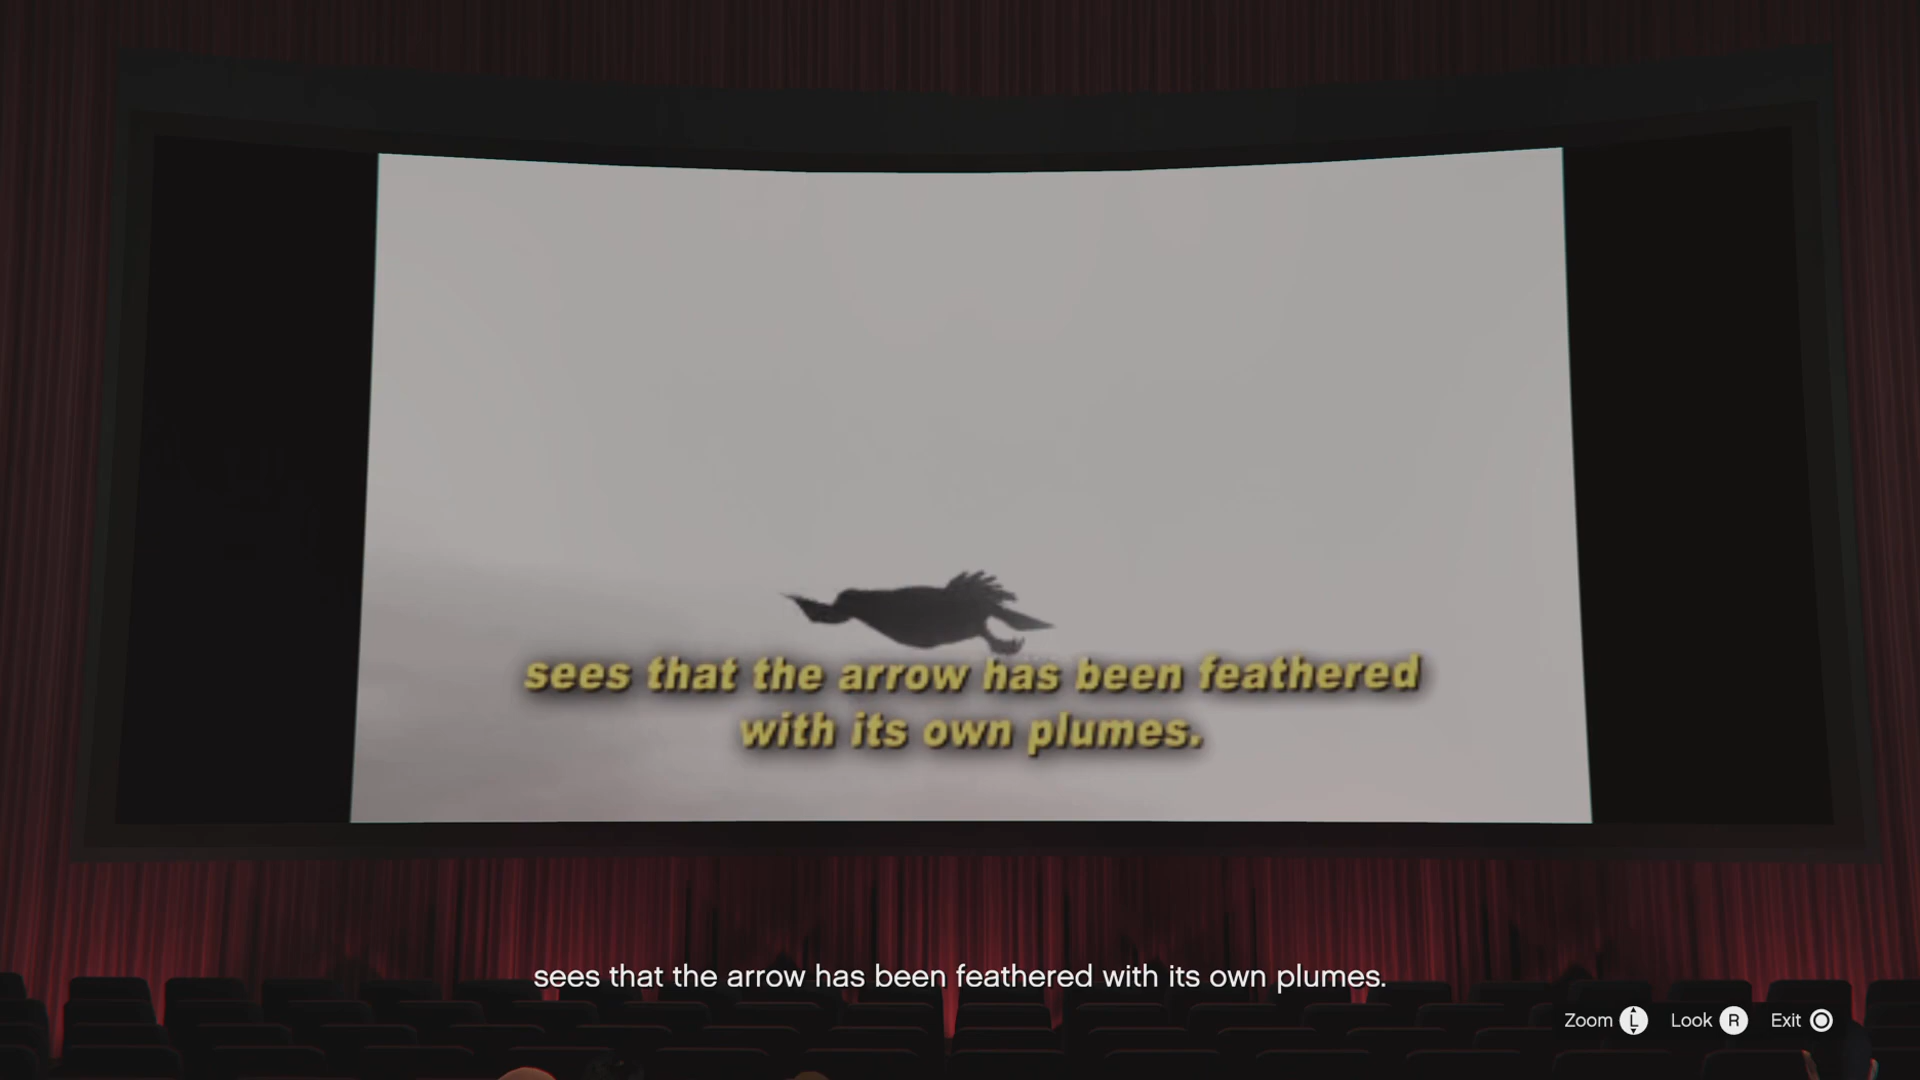 sees that the arrow has been feathered
with its own plumes.
sees that the arrow has been feathered with its own plumes.
Zoom L Look R Exit